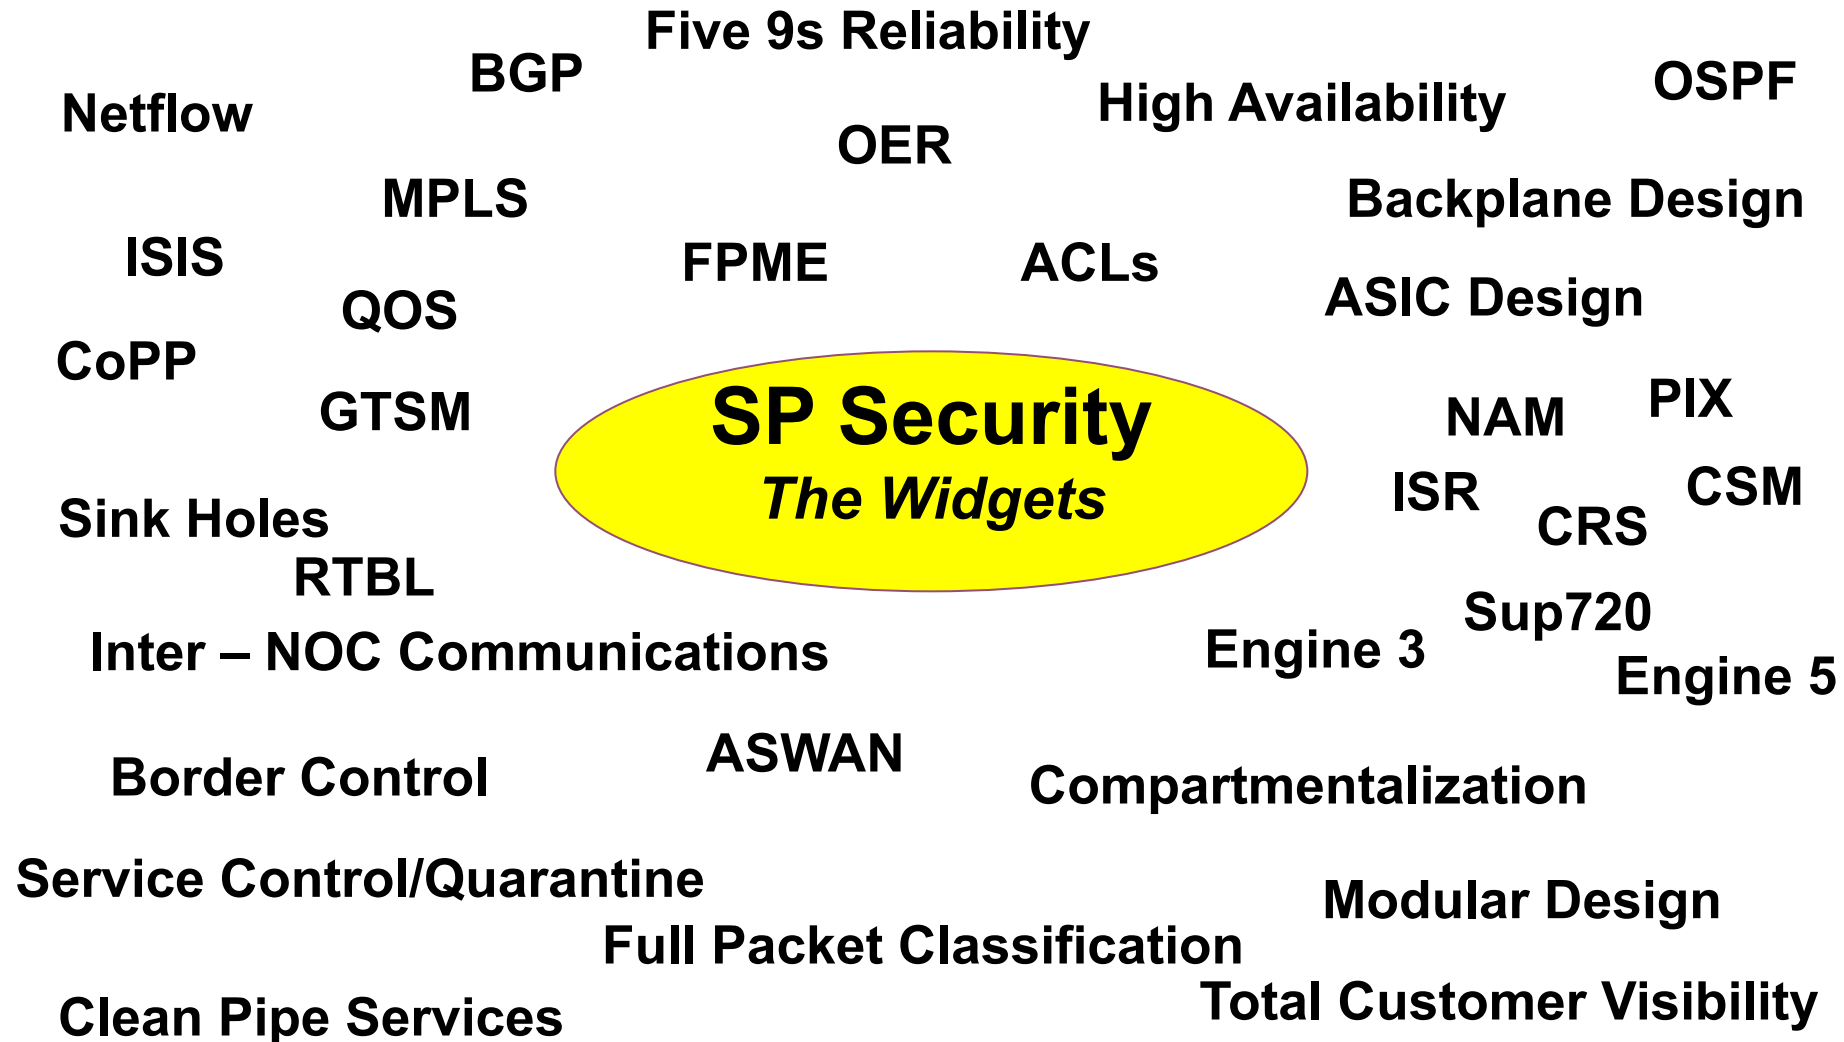 Five 9s Reliability
BGP
OSPF
Netflow
High Availability
OER
MPLS
Backplane Design
ISIS
FPME
ACLs
QOS
ASIC Design
CoPP
GTSM
SP Security
The Widgets
NAM
PIX
ISR
CSM
Sink Holes
CRS
RTBL
Sup720
Inter – NOC Communications
Engine 3
Engine 5
ASWAN
Border Control
Compartmentalization
Service Control/Quarantine
Modular Design
Full Packet Classification
Total Customer Visibility
Clean Pipe Services